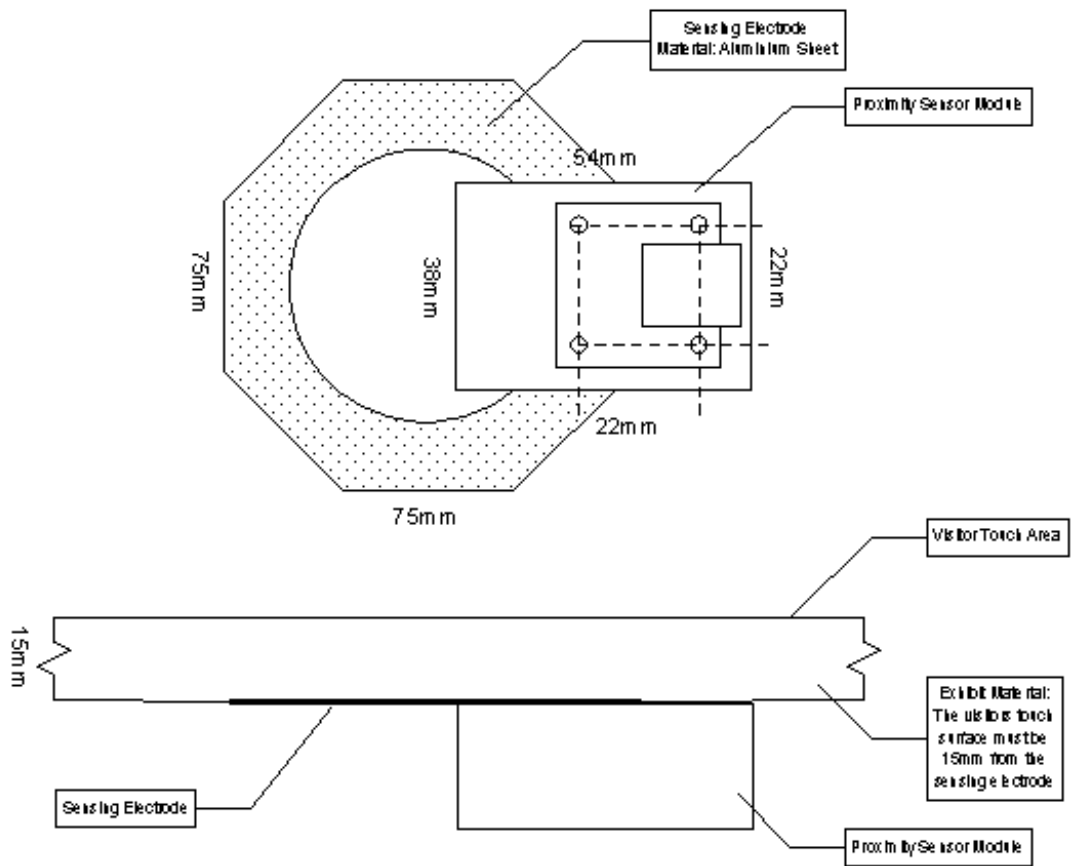 Sensing Electrode
Material: Aluminium Sheet
Proximity Sensor Module
54mm
75mm
38mm
22mm
22mm
75mm
Visitor Touch Area
15mm
Exhibit Material:
The visitors touch
surface must be
15mm from the
sensing electrode
Sensing Electrode
Proximity Sensor Module